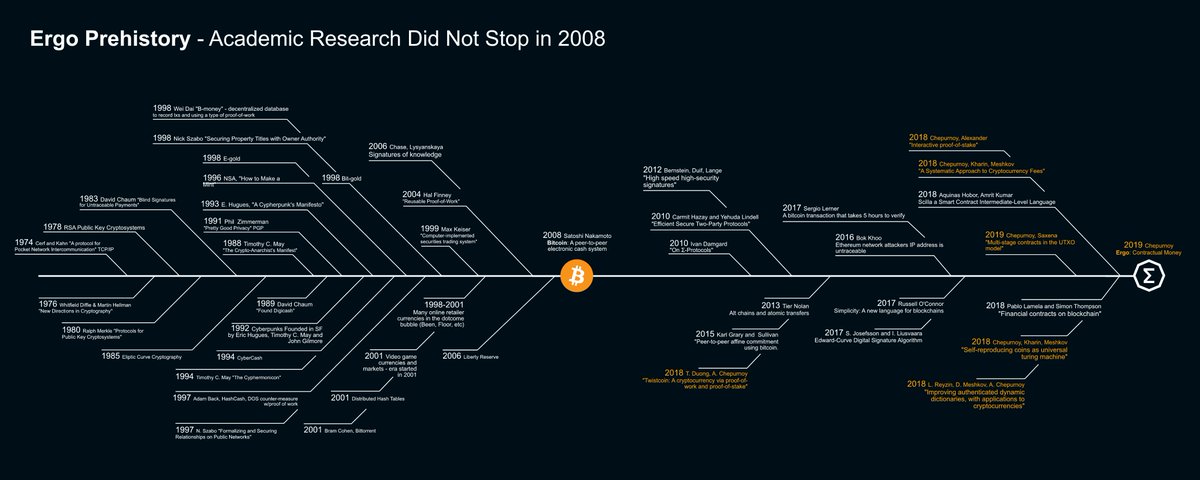 Ergo Prehistory - Academic Research Did Not Stop in 2008
1998 Wei Dai "B-money" - decentralized database
to record txs and using a type of proof-of-work
1998 Nick Szabo "Securing Property Titles with Owner Authority"
1998 E-gold
1996 NSA, "How to Make a
Mint"
1998 Bit-gold
1983 David Chaum "Blind Signatures
for Untraceable Payments"
1993 E. Hugues, "A Cypherpunk's Manifesto"
1978 RSA Public Key Cryptosystems
1991 Phil Zimmerman
"Pretty Good Privacy" PGP
1974 Cerf and Kahn "A protocol for
Pocket Network Intercommunication" TCP/IP
1988 Timothy C. May
"The Crypto-Anarchist's Manifest"
2006 Chase, Lysyanskaya
Signatures of knowledge
2004 Hal Finney
"Reusable Proof-of-Work"
1999 Max Keiser
"Computer-implemented
securities trading system"
2008 Satoshi Nakamoto
Bitcoin: A peer-to-peer
electronic cash system
1976 Whitfield Diffie & Martin Hellman
"New Directions in Cryptography"
1980 Ralph Merkle "Protocols for
Public Key Cryptosystems"
1985 Eliptic Curve Cryptography
1989 David Chaum
"Found Digicash"
1992 Cyberpunks Founded in SF
by Eric Hugues, Timothy C. May and
John Gilmore
1994 CyberCash
1994 Timothy C. May "The Cyphermonicon"
1997 Adam Back, HashCash, DOS counter-measure
w/proof of work
1997 N. Szabo "Formalizing and Securing
Relationships on Public Networks"
1998-2001
Many online retailer
currencies in the dotcome
bubble (Been, Floor, etc)
2001 Video game
currencies and
markets - era started
in 2001
2006 Liberty Reserve
2001 Distributed Hash Tables
2001 Bram Cohen, Bittorrent
2012 Bernstein, Duif, Lange
"High speed high-security
signatures"
2010 Carmit Hazay and Yehuda Lindell
"Efficient Secure Two-Party Protocols"
2010 Ivan Damgard
"On Σ-Protocols"
2017 Sergio Lerner
A bitcoin transaction that takes 5 hours to verify
2016 Bok Khoo
Ethereum network attackers IP address is
untraceable
2018 Chepurnoy, Alexander
"Interactive proof-of-stake"
2018 Chepurnoy, Kharin, Meshkov
"A Systematic Approach to Cryptocurrency Fees"
2018 Aquinas Hobor, Amrit Kumar
Scilla a Smart Contract Intermediate-Level Language
2019 Chepurnoy, Saxena
"Multi-stage contracts in the UTXO
model"
2019 Chepurnoy
Ergo: Contractual Money
2013 Tier Nolan
Alt chains and atomic transfers
2015 Karl Grary and Sullivan
"Peer-to-peer affine commitment
using bitcoin.
2018 T. Duong, A. Chepurnoy
"Twistcoin: A cryptocurrency via proof-of-
work and proof-of-stake"
2017 Russell O'Connor
Simplicity: A new language for blockchains
2017 S. Josefsson and I. Liusvaara
Edward-Curve Digital Signature Algorithm
2018 Pablo Lamela and Simon Thompson
"Financial contracts on blockchain"
2018 Chepurnoy, Kharin, Meshkov
"Self-reproducing coins as universal
turing machine"
2018 L. Reyzin, D. Meshkov, A. Chepurnoy
"Improving authenticated dynamic
dictionaries, with applications to
cryptocurrencies"